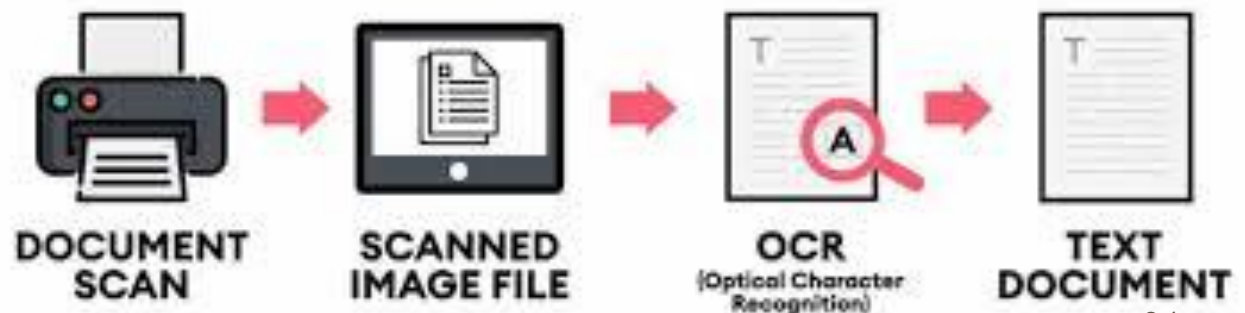 T
A
T
DOCUMENT
SCAN
SCANNED
IMAGE FILE
OCR
(Optical Character
Recognition)
TEXT
DOCUMENT